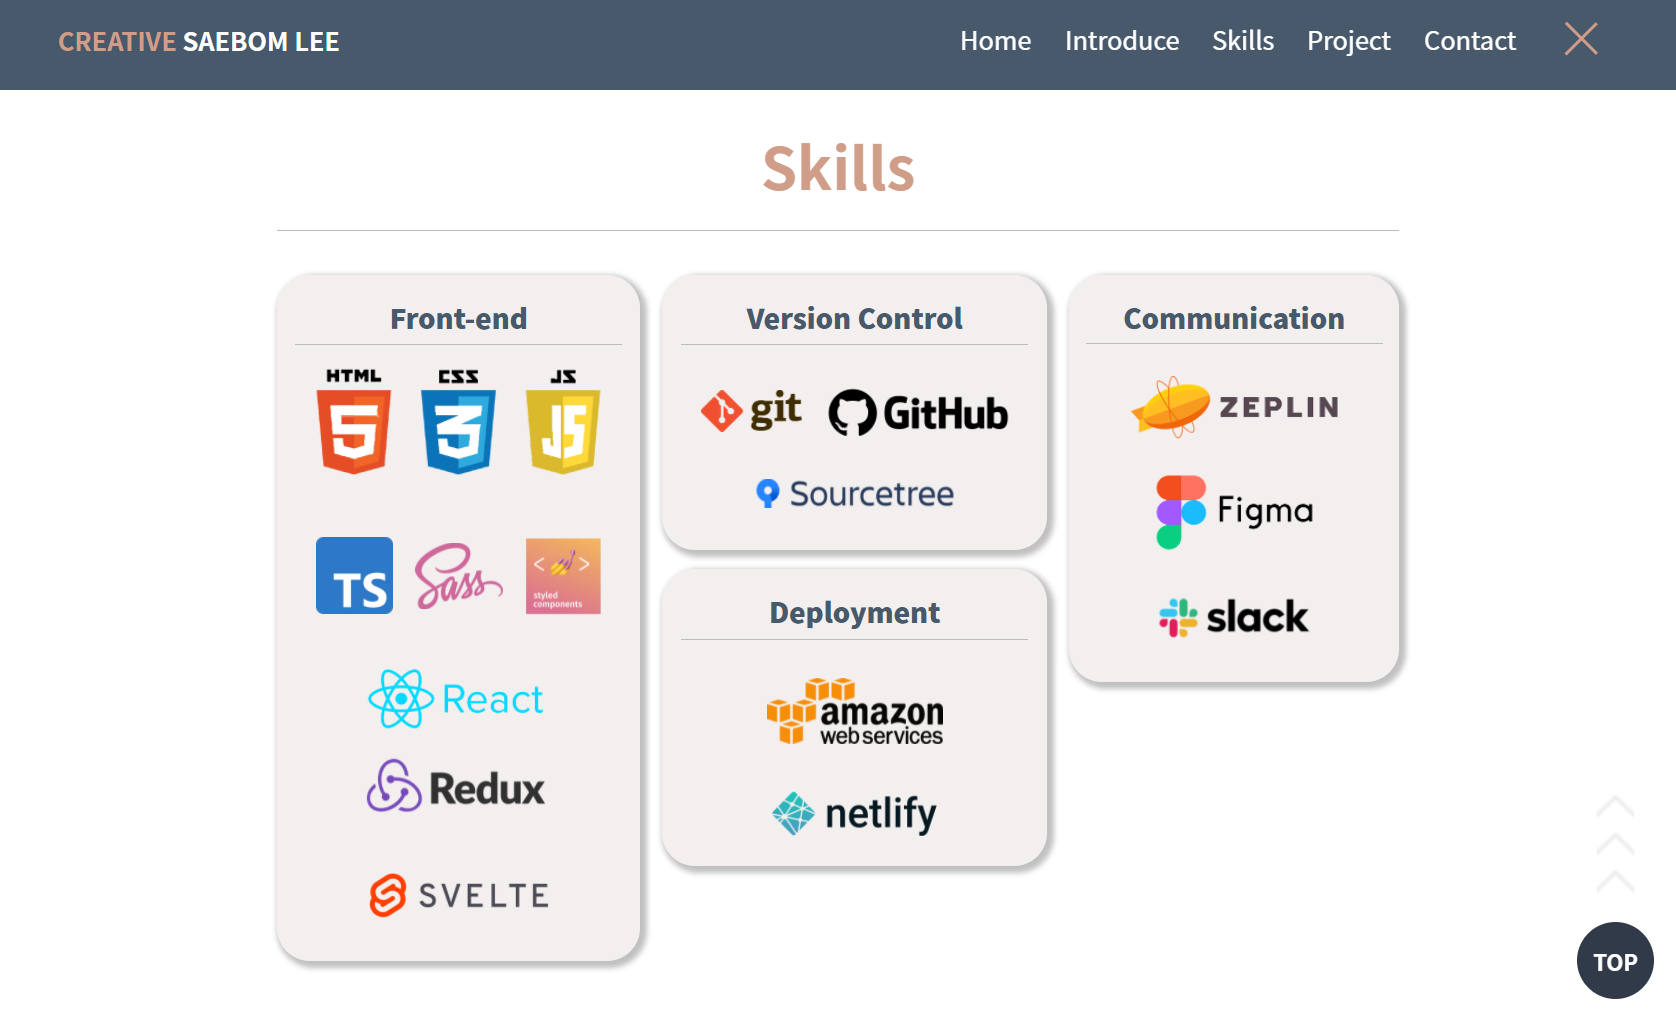 CREATIVE SAEBOM LEE
Home Introduce Skills Project Contact
Skills
Front-end
HTML CSS JS
5 3 JS
TS Sass < > styled
components
React
Redux
SVELTE
Version Control
git GitHub
Sourcetree
Deployment
amazon
web services
netlify
Communication
ZEPLIN
Figma
slack
TOP